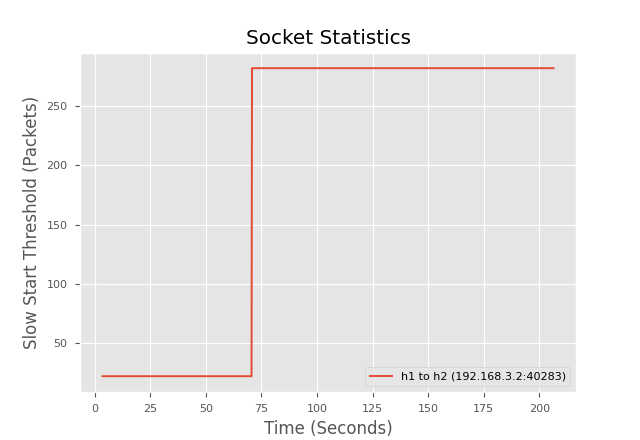 Socket Statistics
Slow Start Threshold (Packets)
250
200
150
100
50
h1 to h2 (192.168.3.2:40283)
0 25 50 75 100 125 150 175 200
Time (Seconds)